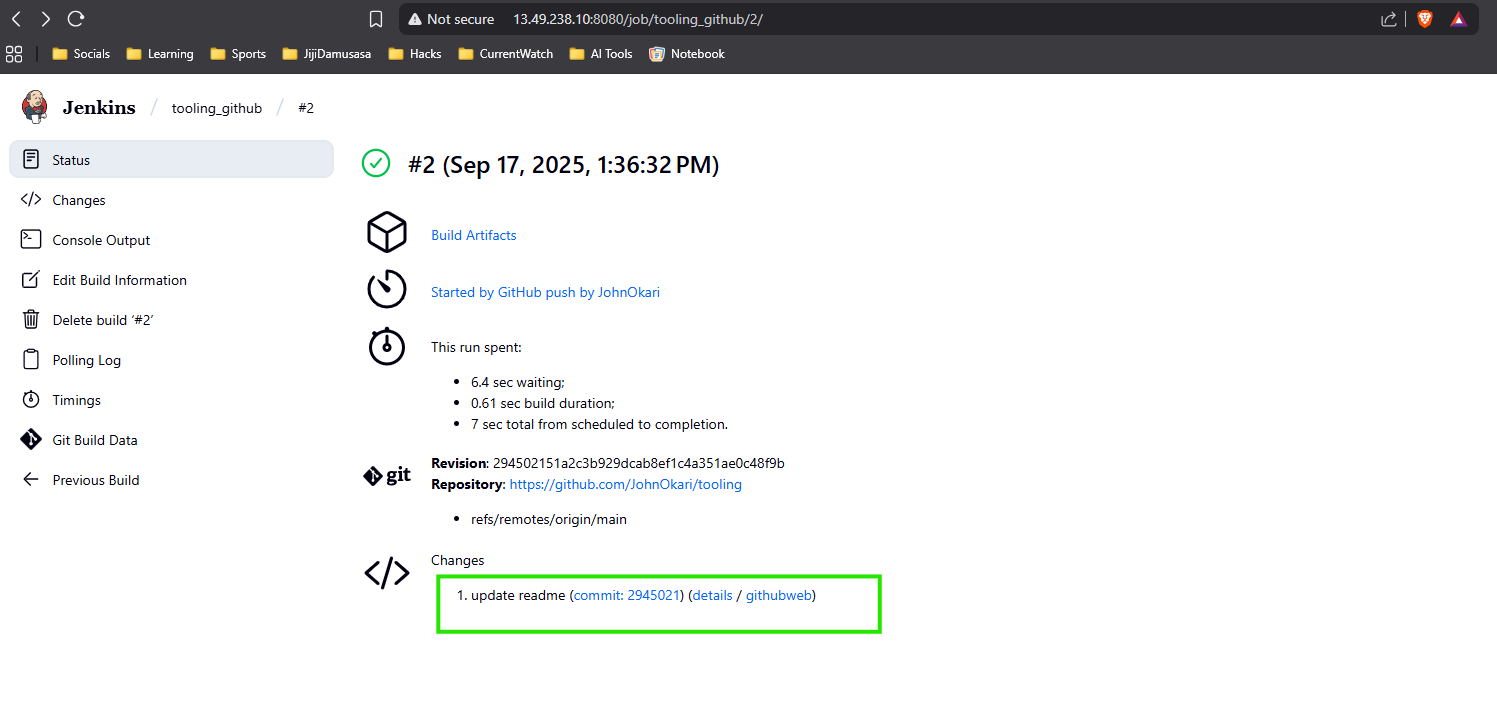 Not secure 13.49.238.10:8080/job/tooling_github/2/
Socials Learning Sports JijiDamusasa Hacks CurrentWatch AI Tools Notebook
Jenkins / tooling_github / #2
Status
Changes
Console Output
Edit Build Information
Delete build ‘#2’
Polling Log
Timings
Git Build Data
Previous Build
#2 (Sep 17, 2025, 1:36:32 PM)
Build Artifacts
Started by GitHub push by JohnOkari
This run spent:
• 6.4 sec waiting;
• 0.61 sec build duration;
• 7 sec total from scheduled to completion.
git
Revision: 294502151a2c3b929dcab8ef1c4a351ae0c48f9b
Repository: https://github.com/JohnOkari/tooling
• refs/remotes/origin/main
Changes
1. update readme (commit: 2945021) (details / githubweb)